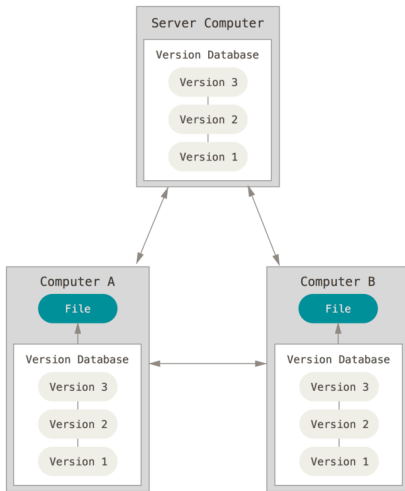 Server Computer
Version Database
Version 3
Version 2
Version 1
Computer A
File
Version Database
Version 3
Version 2
Version 1
Computer B
File
Version Database
Version 3
Version 2
Version 1